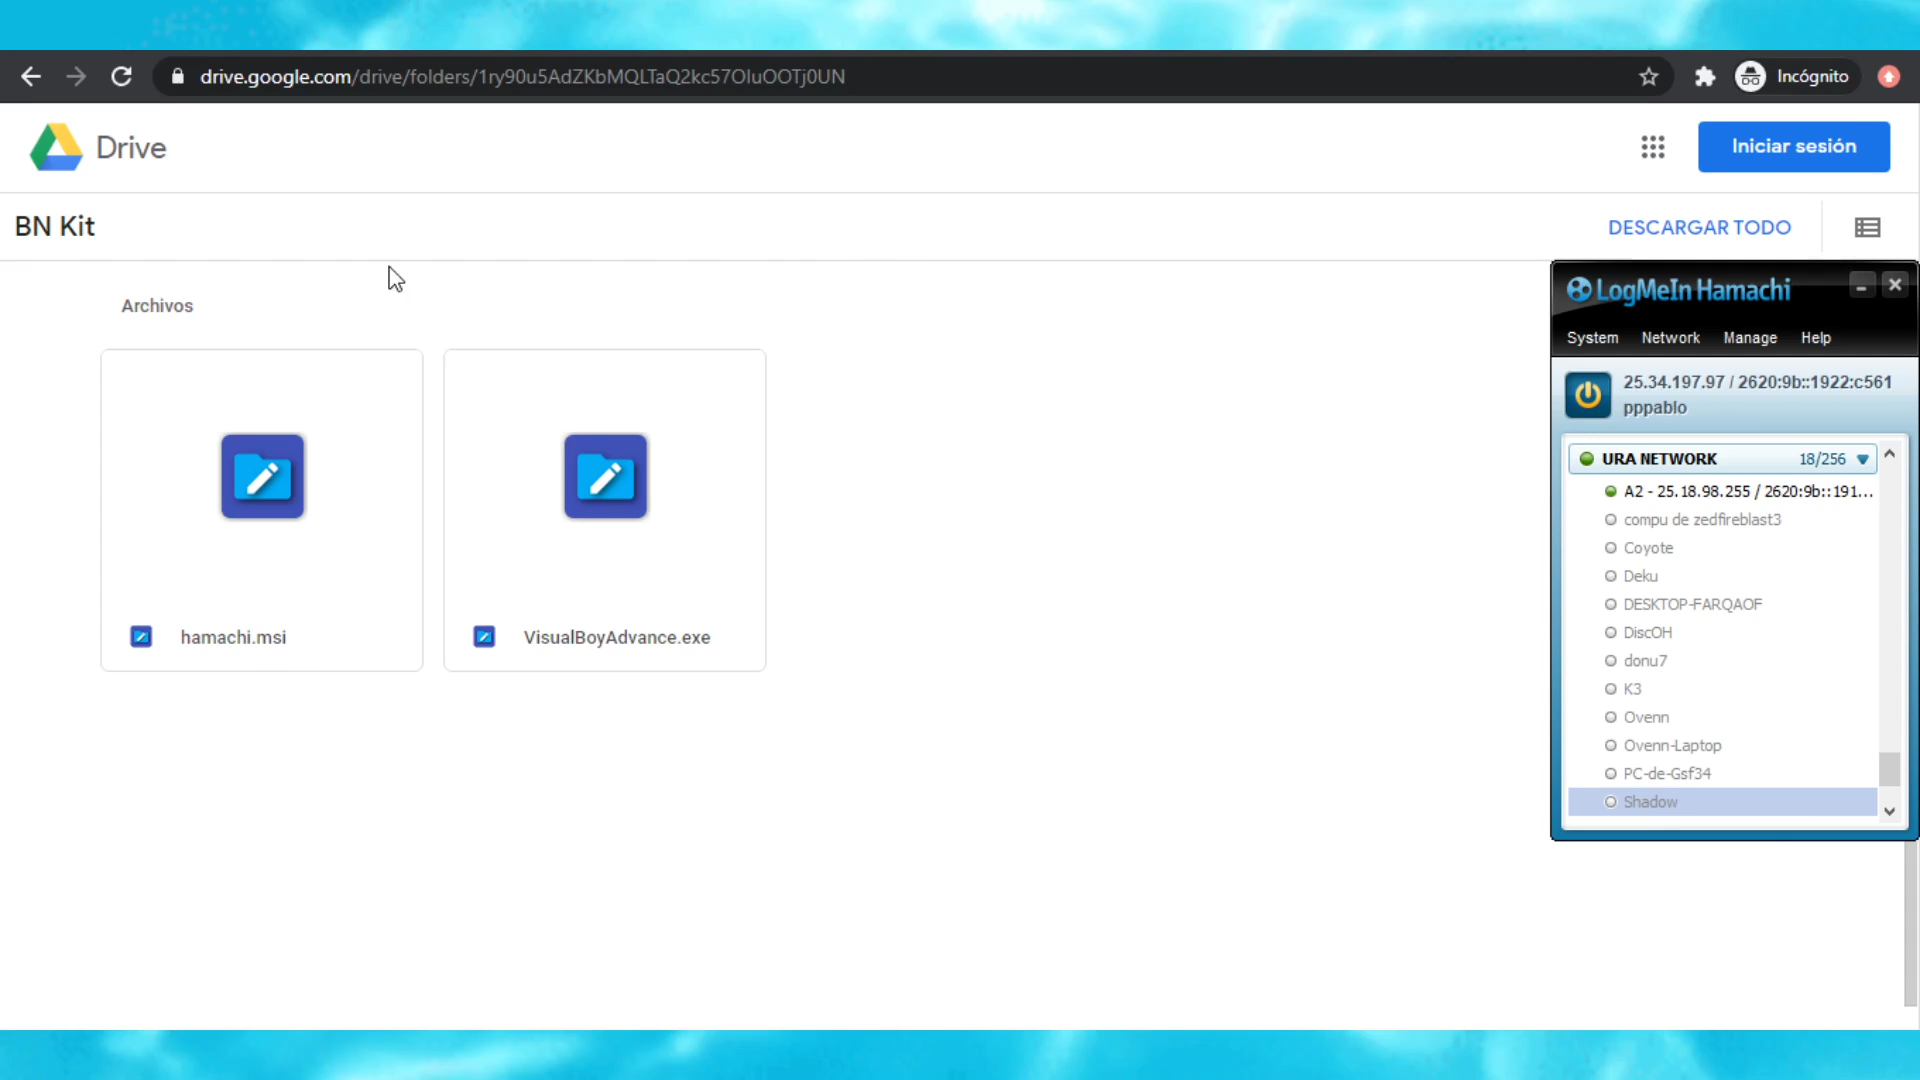 drive.google.com/drive/folders/1ry90u5AdZKbMQLTaQ2kc57OluOOTj0UN
Incógnito
Drive
Iniciar sesión
BN Kit
DESCARGAR TODO
Archivos
hamachi.msi
VisualBoyAdvance.exe
LogMeIn Hamachi
System Network Manage Help
25.34.197.97 / 2620:9b::1922:c561
pppablo
URA NETWORK 18/256
A2 - 25.18.98.255 / 2620:9b::191...
compu de zedfireblast3
Coyote
Deku
DESKTOP-FARQAOF
DiscOH
donu7
K3
Ovenn
Ovenn-Laptop
PC-de-Gsf34
Shadow